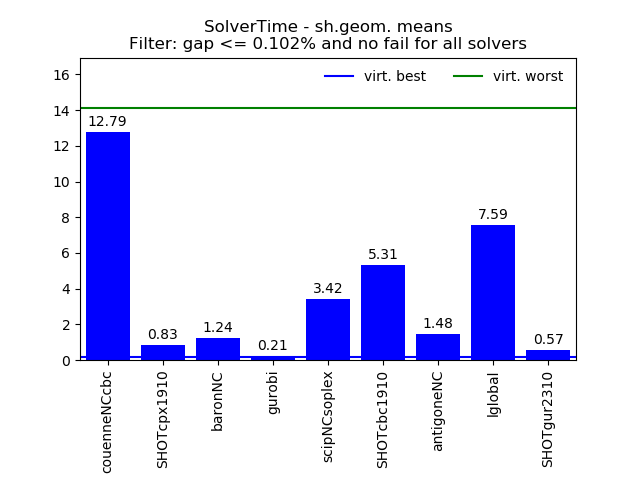 SolverTime - sh.geom. means
Filter: gap <= 0.102% and no fail for all solvers
virt. best
virt. worst
16
14
12
10
8
6
4
2
0
12.79
0.83
1.24
0.21
3.42
5.31
1.48
7.59
0.57
couenneNCcbc
SHOTcpx1910
baronNC
gurobi
scipNCsoplex
SHOTcbc1910
antigoneNC
lglobal
SHOTgur2310